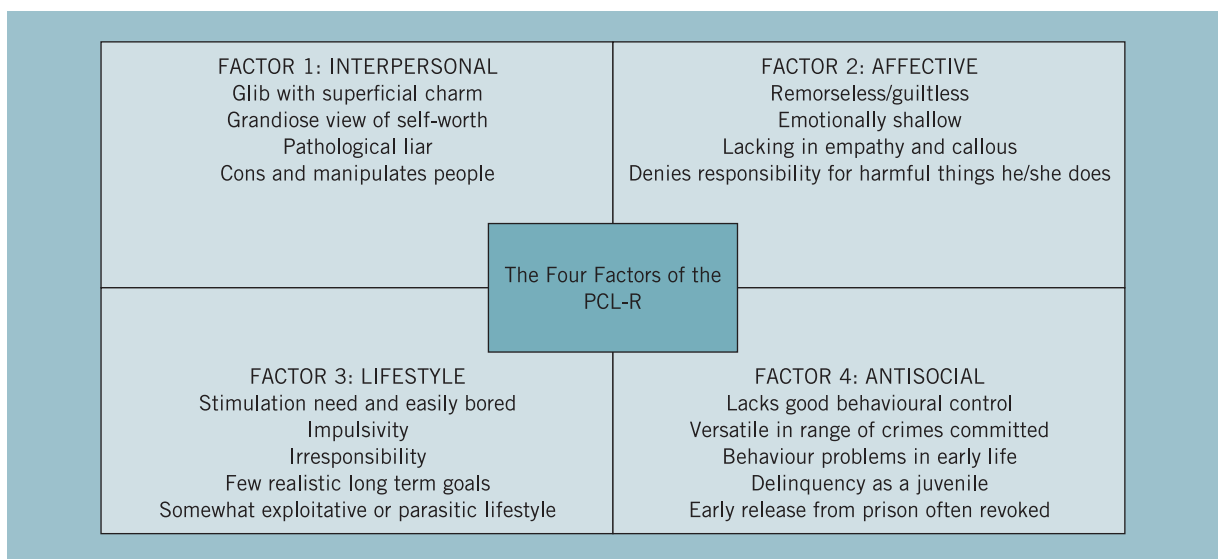 FACTOR 1: INTERPERSONAL
Glib with superficial charm
Grandiose view of self-worth
Pathological liar
Cons and manipulates people
FACTOR 2: AFFECTIVE
Remorseless/guiltless
Emotionally shallow
Lacking in empathy and callous
Denies responsibility for harmful things he/she does
The Four Factors of the
PCL-R
FACTOR 3: LIFESTYLE
Stimulation need and easily bored
Impulsivity
Irresponsibility
Few realistic long term goals
Somewhat exploitative or parasitic lifestyle
FACTOR 4: ANTISOCIAL
Lacks good behavioural control
Versatile in range of crimes committed
Behaviour problems in early life
Delinquency as a juvenile
Early release from prison often revoked